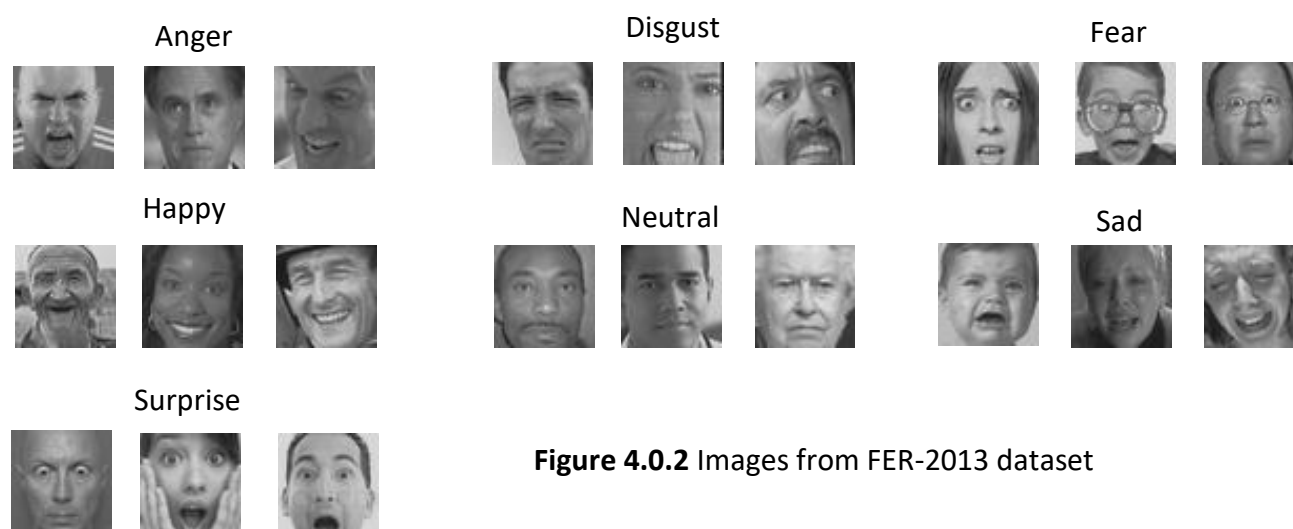 Anger
Disgust
Fear
Happy
Neutral
Sad
Surprise
Figure 4.0.2 Images from FER-2013 dataset